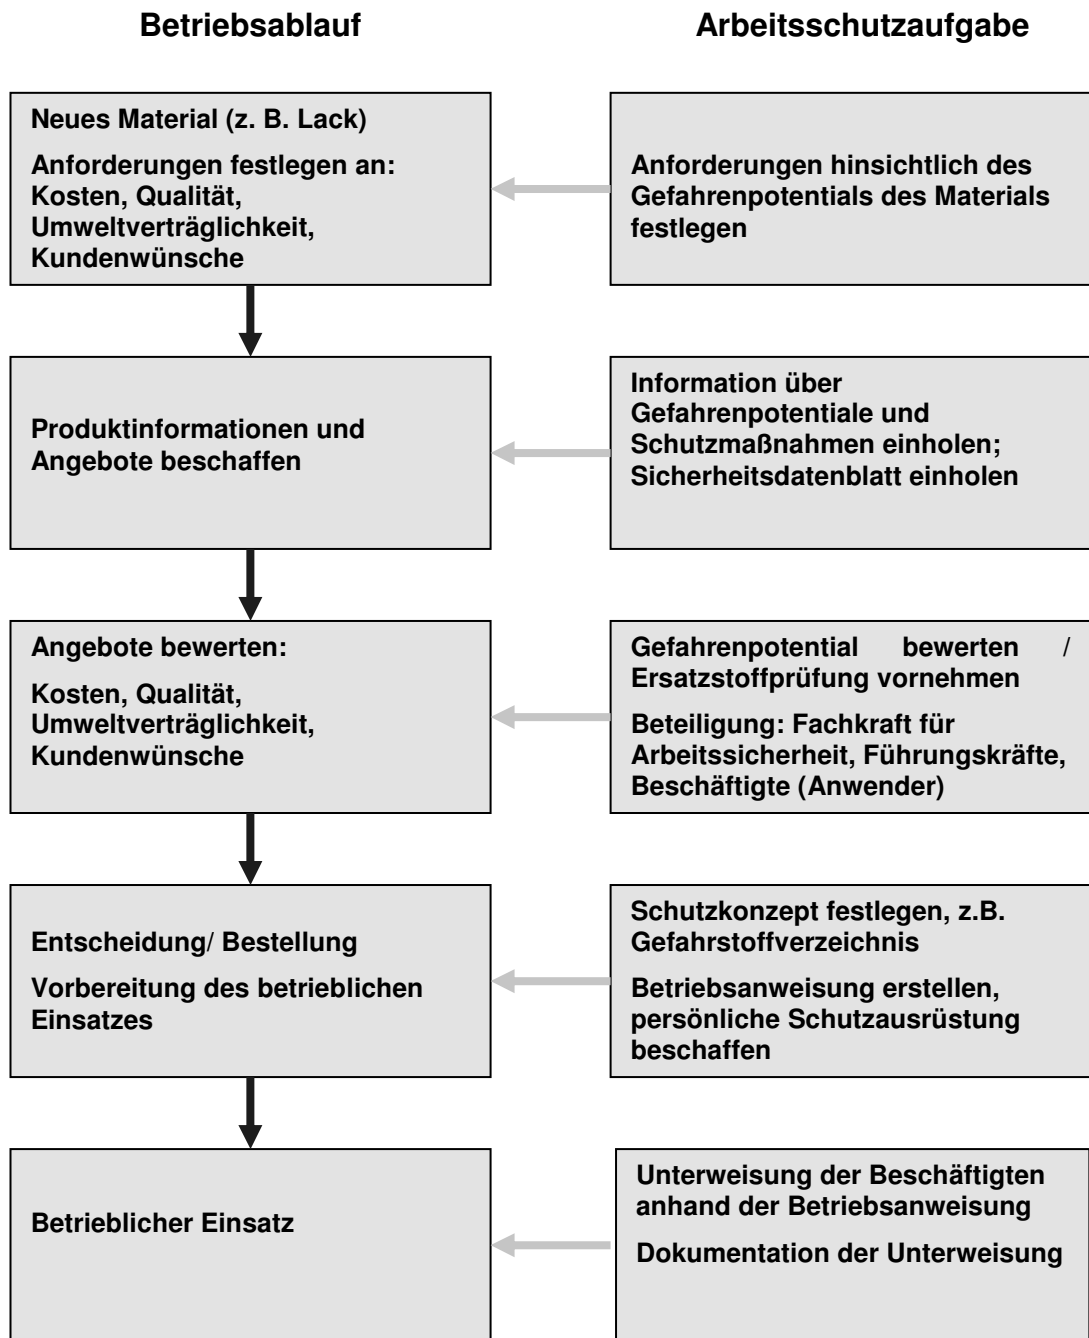 Betriebsablauf
Arbeitsschutzaufgabe
Neues Material (z. B. Lack)
Anforderungen festlegen an:
Kosten, Qualität,
Umweltverträglichkeit,
Kundenwünsche
Anforderungen hinsichtlich des
Gefahrenpotentials des Materials
festlegen
Produktinformationen und
Angebote beschaffen
Information über
Gefahrenpotentiale und
Schutzmaßnahmen einholen;
Sicherheitsdatenblatt einholen
Angebote bewerten:
Kosten, Qualität,
Umweltverträglichkeit,
Kundenwünsche
Gefahrenpotential bewerten /
Ersatzstoffprüfung vornehmen
Beteiligung: Fachkraft für
Arbeitssicherheit, Führungskräfte,
Beschäftigte (Anwender)
Entscheidung/ Bestellung
Vorbereitung des betrieblichen
Einsatzes
Schutzkonzept festlegen, z.B.
Gefahrstoffverzeichnis
Betriebsanweisung erstellen,
persönliche Schutzausrüstung
beschaffen
Betrieblicher Einsatz
Unterweisung der Beschäftigten
anhand der Betriebsanweisung
Dokumentation der Unterweisung